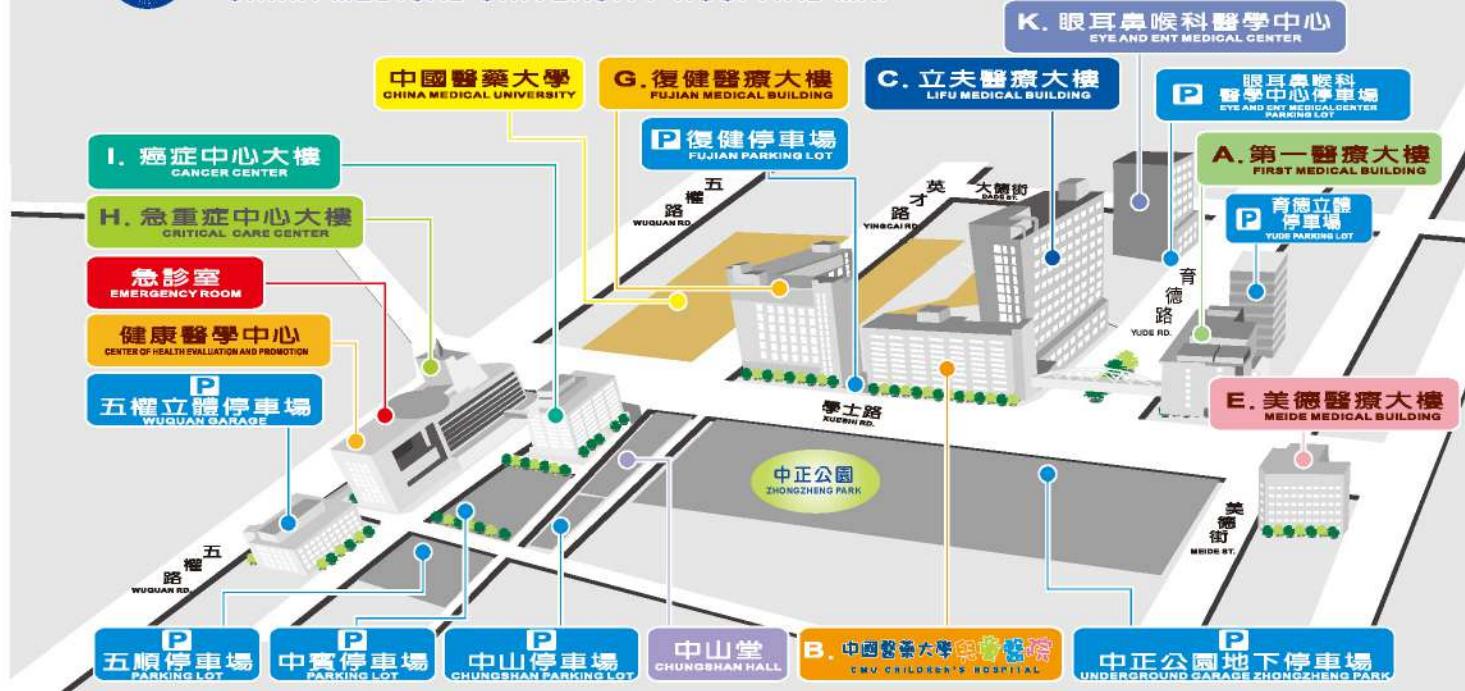 K. 眼耳鼻喉科醫學中心
EYE AND ENT MEDICAL CENTER
中國醫藥大學
CHINA MEDICAL UNIVERSITY
G. 復健醫療大樓
FUJIAN MEDICAL BUILDING
C. 立夫醫療大樓
LIFU MEDICAL BUILDING
P 眼耳鼻喉科
醫學中心停車場
EYE AND ENT MEDICAL CENTER
PARKING LOT
P 復健停車場
FUJIAN PARKING LOT
I. 癌症中心大樓
CANCER CENTER
A. 第一醫療大樓
FIRST MEDICAL BUILDING
五權路
WUQUAN RD.
英才路
YINGCAI RD.
大德街
DADE ST.
H. 急重症中心大樓
CRITICAL CARE CENTER
P 育德立體
停車場
YUDE PARKING LOT
急診室
EMERGENCY ROOM
育德路
YUDE RD.
健康醫學中心
CENTER OF HEALTH EVALUATION AND PROMOTION
P
五權立體停車場
WUQUAN GARAGE
學士路
XUESHI RD.
E. 美德醫療大樓
MEIDE MEDICAL BUILDING
中正公園
ZHONGZHENG PARK
美德街
MEIDE ST.
五權路
WUQUAN RD.
P
五順停車場
PARKING LOT
P
中賓停車場
PARKING LOT
P
中山停車場
CHUNGSHAN PARKING LOT
中山堂
CHUNGSHAN HALL
B. 中國醫藥大學兒童醫院
CMU CHILDREN'S HOSPITAL
P
中正公園地下停車場
UNDERGROUND GARAGE ZHONGZHENG PARK